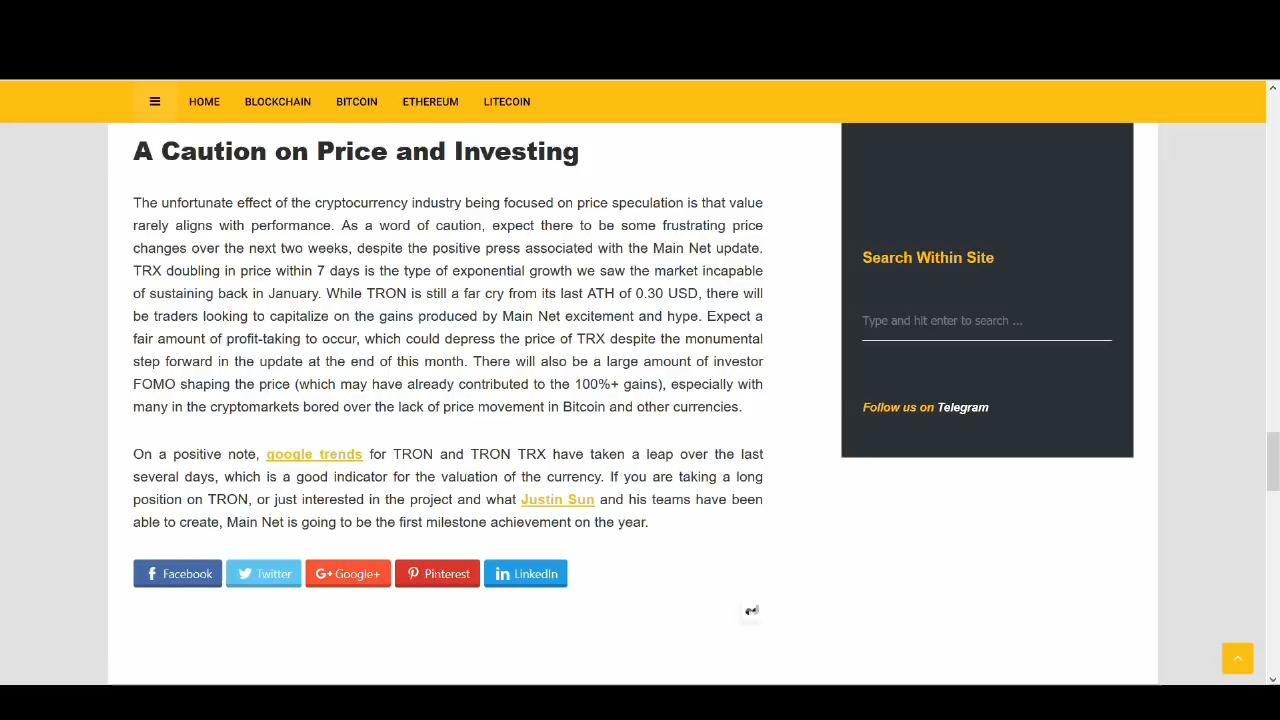 HOME BLOCKCHAIN BITCOIN ETHEREUM LITECOIN
A Caution on Price and Investing
The unfortunate effect of the cryptocurrency industry being focused on price speculation is that value
rarely aligns with performance. As a word of caution, expect there to be some frustrating price
changes over the next two weeks, despite the positive press associated with the Main Net update.
TRX doubling in price within 7 days is the type of exponential growth we saw the market incapable
of sustaining back in January. While TRON is still a far cry from its last ATH of 0.30 USD, there will
be traders looking to capitalize on the gains produced by Main Net excitement and hype. Expect a
fair amount of profit-taking to occur, which could depress the price of TRX despite the monumental
step forward in the update at the end of this month. There will also be a large amount of investor
FOMO shaping the price (which may have already contributed to the 100%+ gains), especially with
many in the cryptomarkets bored over the lack of price movement in Bitcoin and other currencies.
On a positive note, google trends for TRON and TRON TRX have taken a leap over the last
several days, which is a good indicator for the valuation of the currency. If you are taking a long
position on TRON, or just interested in the project and what Justin Sun and his teams have been
able to create, Main Net is going to be the first milestone achievement on the year.
Facebook Twitter G+ Google+ Pinterest in LinkedIn
Search Within Site
Type and hit enter to search ...
Follow us on Telegram